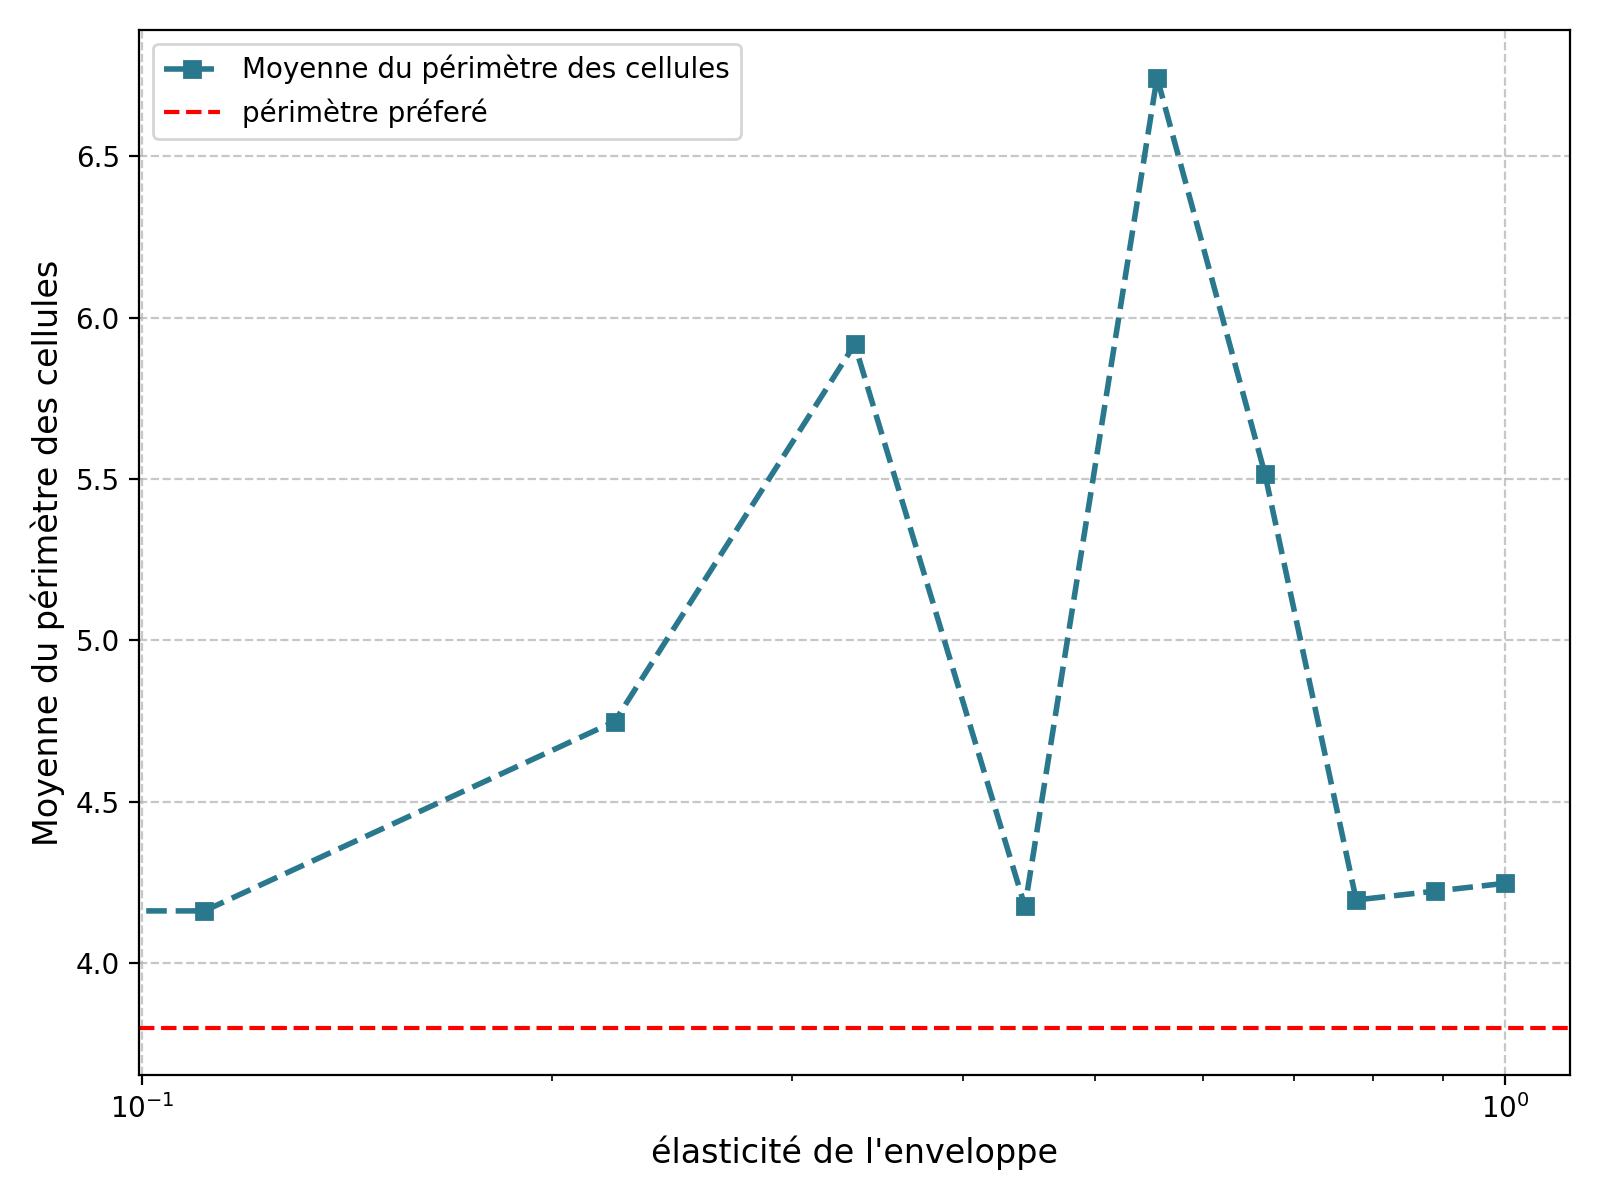 Moyenne du périmètre des cellules
périmètre préferé
Moyenne du périmètre des cellules
6.5
6.0
5.5
5.0
4.5
4.0
10⁻¹
10⁰
élasticité de l'enveloppe